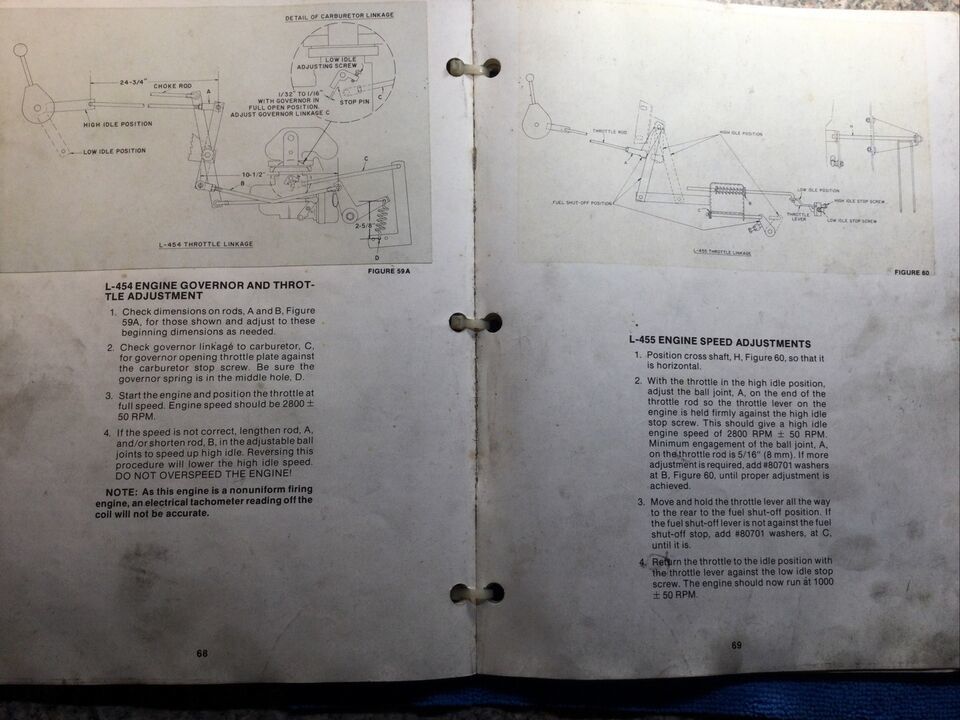 DETAIL OF CARBURETOR LINKAGE
LOW IDLE
ADJUSTING SCREW
24-3/4"
CHOKE ROD
A
1/32" TO 1/16"
WITH GOVERNOR IN
FULL OPEN POSITION.
ADJUST GOVERNOR LINKAGE C
STOP PIN
C
HIGH IDLE POSITION
LOW IDLE POSITION
10-1/2"
B
C
2-5/8"
D
L-454 THROTTLE LINKAGE
FIGURE 59A
L-454 ENGINE GOVERNOR AND THROT-
TLE ADJUSTMENT
1. Check dimensions on rods, A and B, Figure
59A, for those shown and adjust to these
beginning dimensions as needed.
2. Check governor linkage to carburetor, C,
for governor opening throttle plate against
the carburetor stop screw. Be sure the
governor spring is in the middle hole, D.
3. Start the engine and position the throttle at
full speed. Engine speed should be 2800 ±
50 RPM.
4. If the speed is not correct, lengthen rod, A,
and/or shorten rod, B, in the adjustable ball
joints to speed up high idle. Reversing this
procedure will lower the high idle speed.
DO NOT OVERSPEED THE ENGINE!
NOTE: As this engine is a nonuniform firing
engine, an electrical tachometer reading off the
coil will not be accurate.
68
THROTTLE ROD
HIGH IDLE POSITION
FUEL SHUT-OFF POSITION
LOW IDLE POSITION
HIGH IDLE STOP SCREW
THROTTLE
LEVER
LOW IDLE STOP SCREW
L-455 THROTTLE LINKAGE
FIGURE 60
L-455 ENGINE SPEED ADJUSTMENTS
1. Position cross shaft, H, Figure 60, so that it
is horizontal.
2. With the throttle in the high idle position,
adjust the ball joint, A, on the end of the
throttle rod so the throttle lever on the
engine is held firmly against the high idle
stop screw. This should give a high idle
engine speed of 2800 RPM ± 50 RPM.
Minimum engagement of the ball joint, A,
on the throttle rod is 5/16" (8 mm). If more
adjustment is required, add #80701 washers
at B, Figure 60, until proper adjustment is
achieved.
3. Move and hold the throttle lever all the way
to the rear to the fuel shut-off position. If
the fuel shut-off lever is not against the fuel
shut-off stop, add #80701 washers, at C,
until it is.
4. Return the throttle to the idle position with
the throttle lever against the low idle stop
screw. The engine should now run at 1000
± 50 RPM.
69